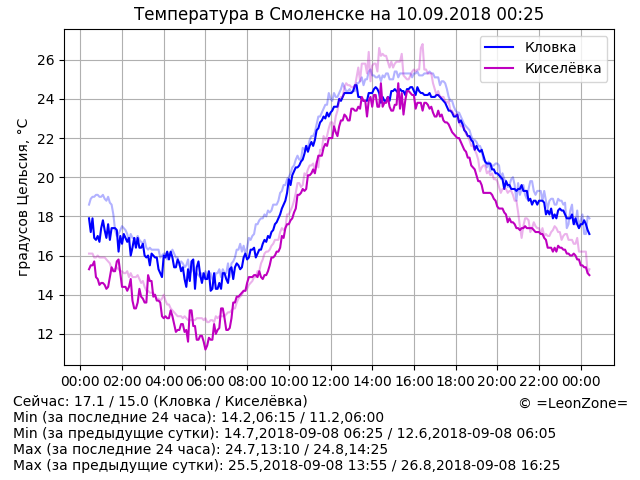 Температура в Смоленске на 10.09.2018 00:25
градусов Цельсия, °C
26
24
22
20
18
16
14
12
Кловка
Киселёвка
00:00 02:00 04:00 06:00 08:00 10:00 12:00 14:00 16:00 18:00 20:00 22:00 00:00
Сейчас: 17.1 / 15.0 (Кловка / Киселёвка)
© =LeonZone=
Min (за последние 24 часа): 14.2,06:15 / 11.2,06:00
Min (за предыдущие сутки): 14.7,2018-09-08 06:25 / 12.6,2018-09-08 06:05
Max (за последние 24 часа): 24.7,13:10 / 24.8,14:25
Max (за предыдущие сутки): 25.5,2018-09-08 13:55 / 26.8,2018-09-08 16:25